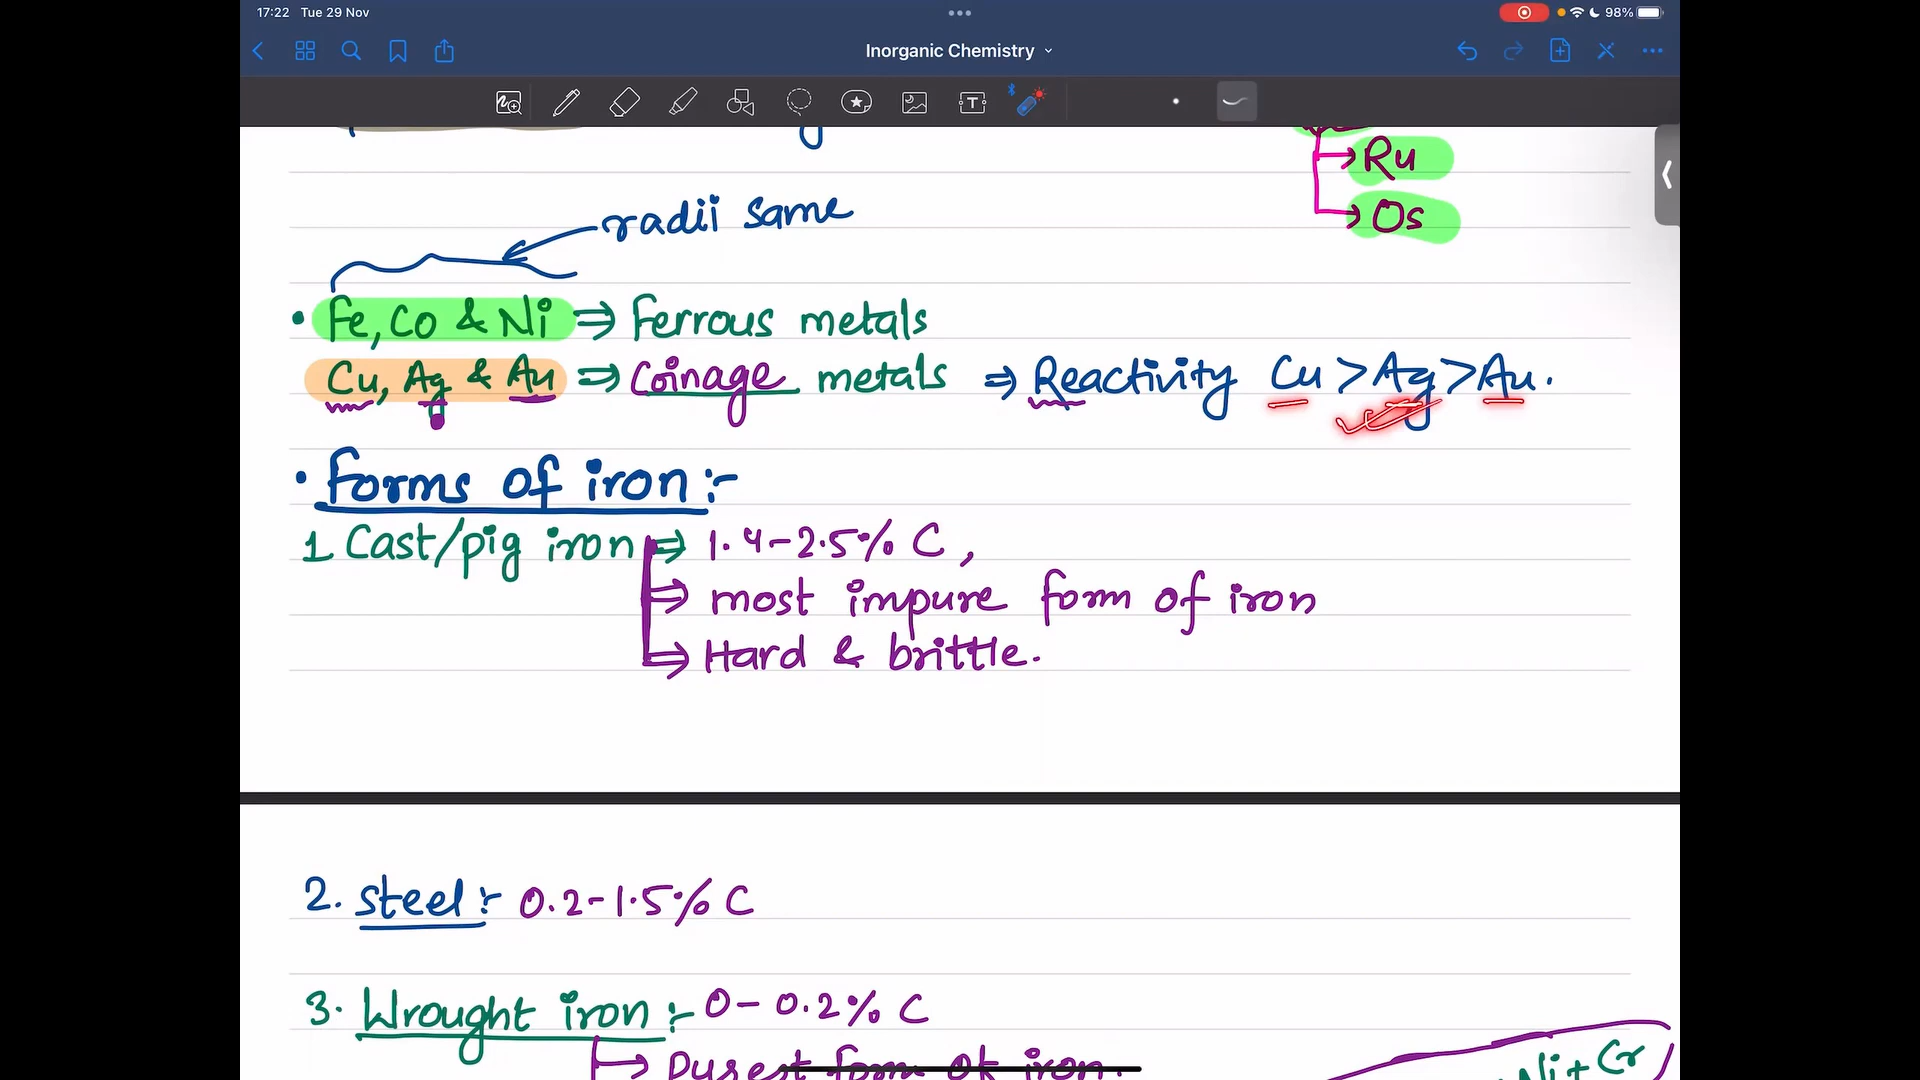 17:22 Tue 29 Nov
98%
Inorganic Chemistry
→ Ru
→ Os
radii same
• Fe, Co & Ni ⇒ Ferrous metals
Cu, Ag & Au ⇒ Coinage metals ⇒ Reactivity Cu > Ag > Au.
• Forms of iron :-
1 Cast/pig iron ⇒ 1.4-2.5% C,
⇒ most impure form of iron
⇒ Hard & brittle.
2. Steel :- 0.2-1.5% C
3. Wrought iron :- 0-0.2% C
→ Purest form of iron.
Ni + Cr